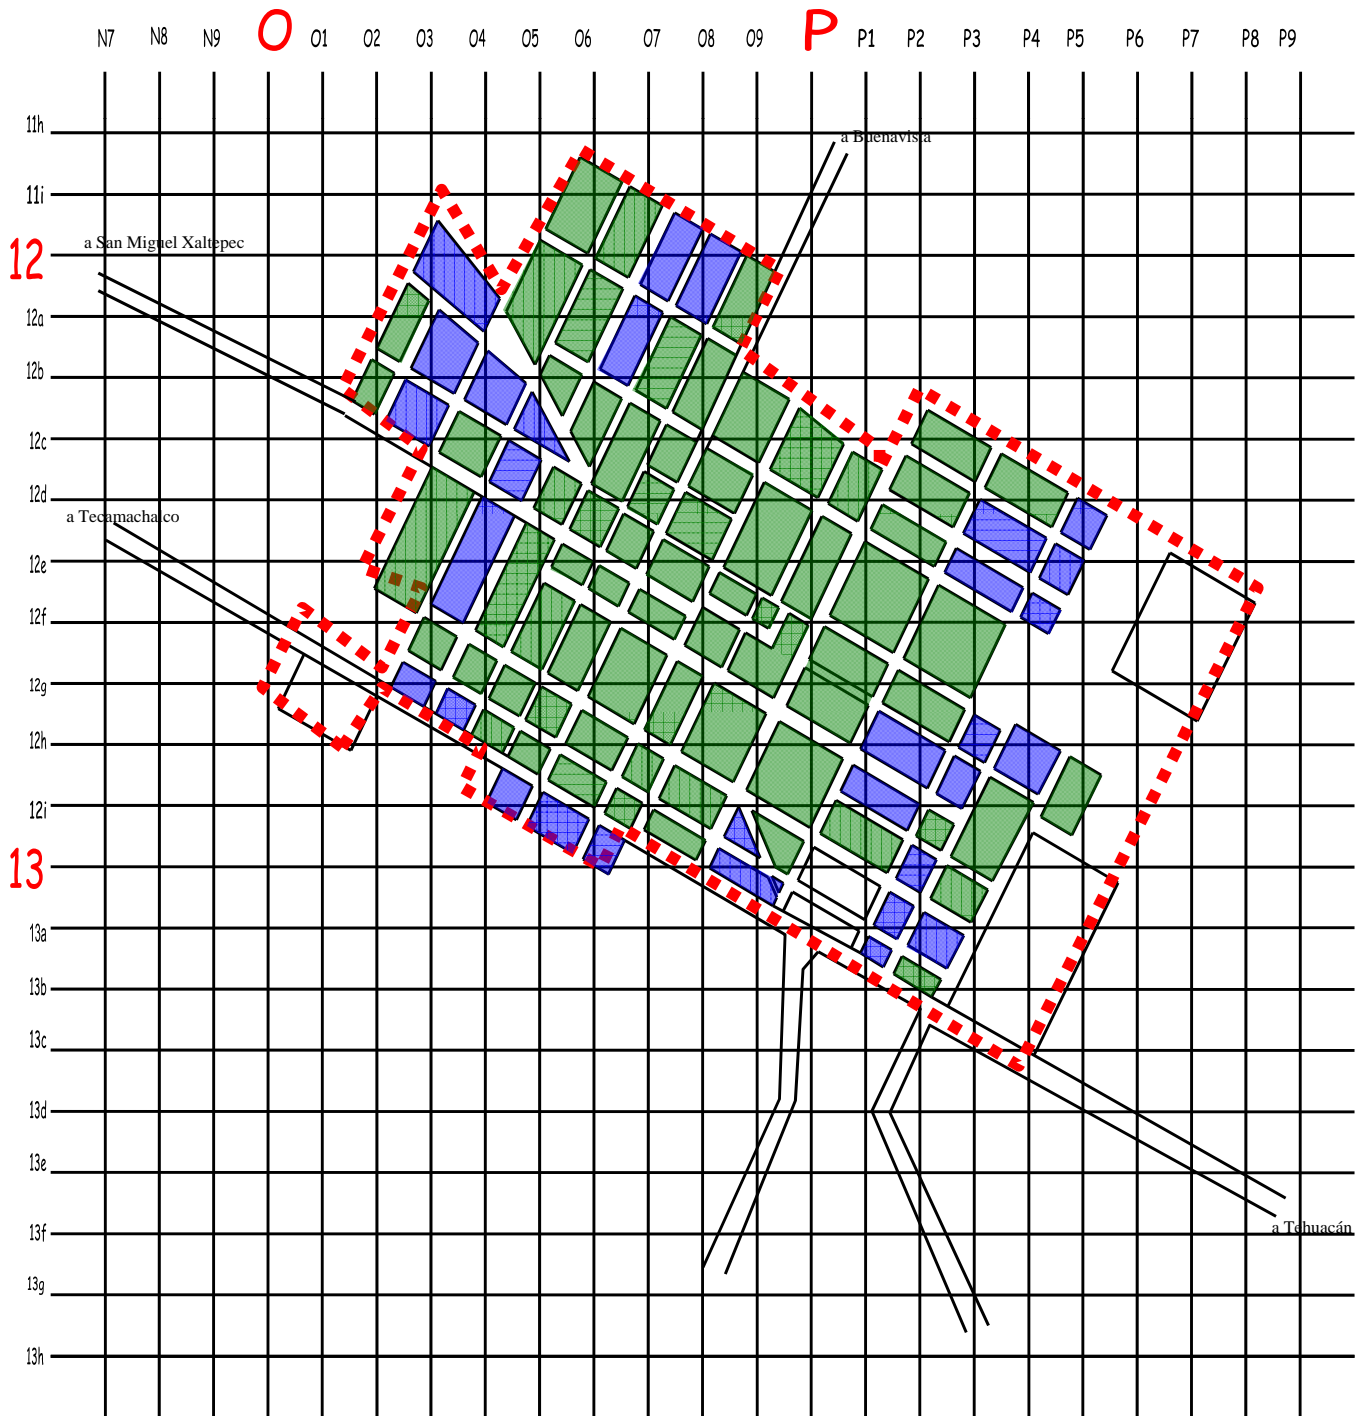 N7 N8 N9 O O1 O2 O3 O4 O5 O6 O7 O8 O9 P P1 P2 P3 P4 P5 P6 P7 P8 P9
11h
a Buenavista
11i
a San Miguel Xaltepec
12
12a
12b
12c
12d
a Tecamachalco
12e
12f
12g
12h
12i
13
13a
13b
13c
13d
13e
13f
a Tehuacán
13g
13h